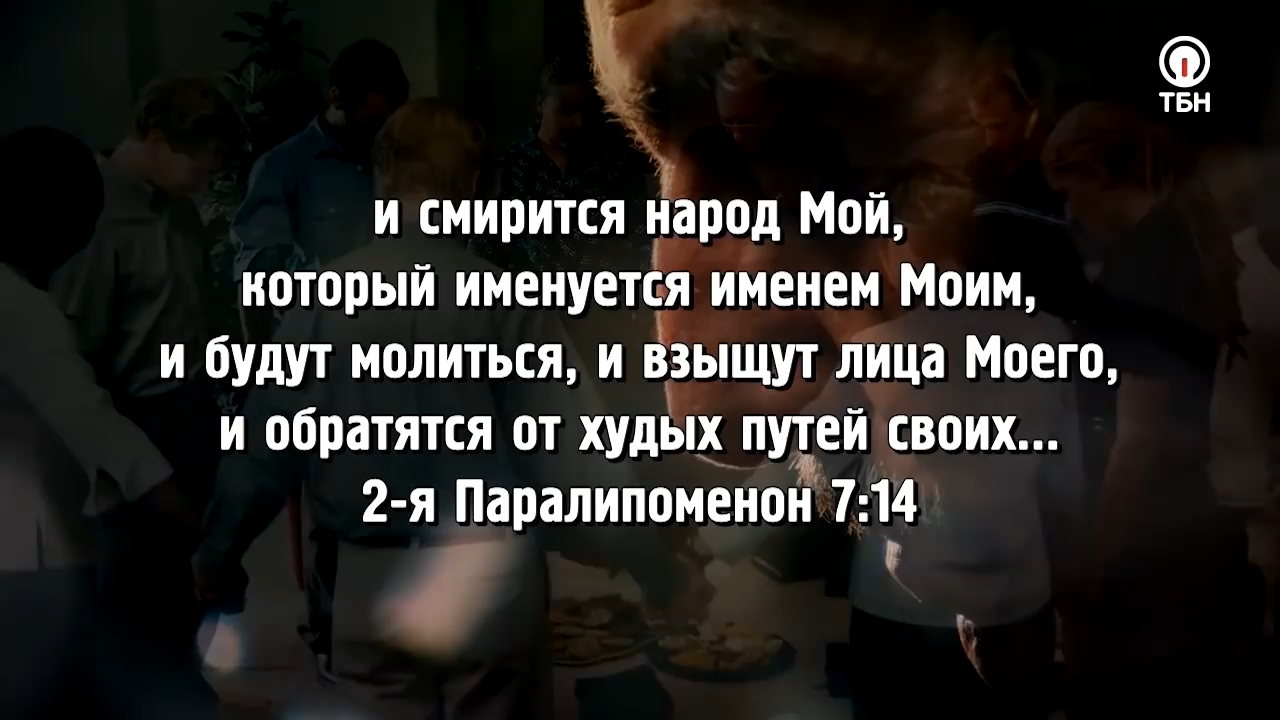 ТБН
и смирится народ Мой,
который именуется именем Моим,
и будут молиться, и взыщут лица Моего,
и обратятся от худых путей своих...
2-я Паралипоменон 7:14